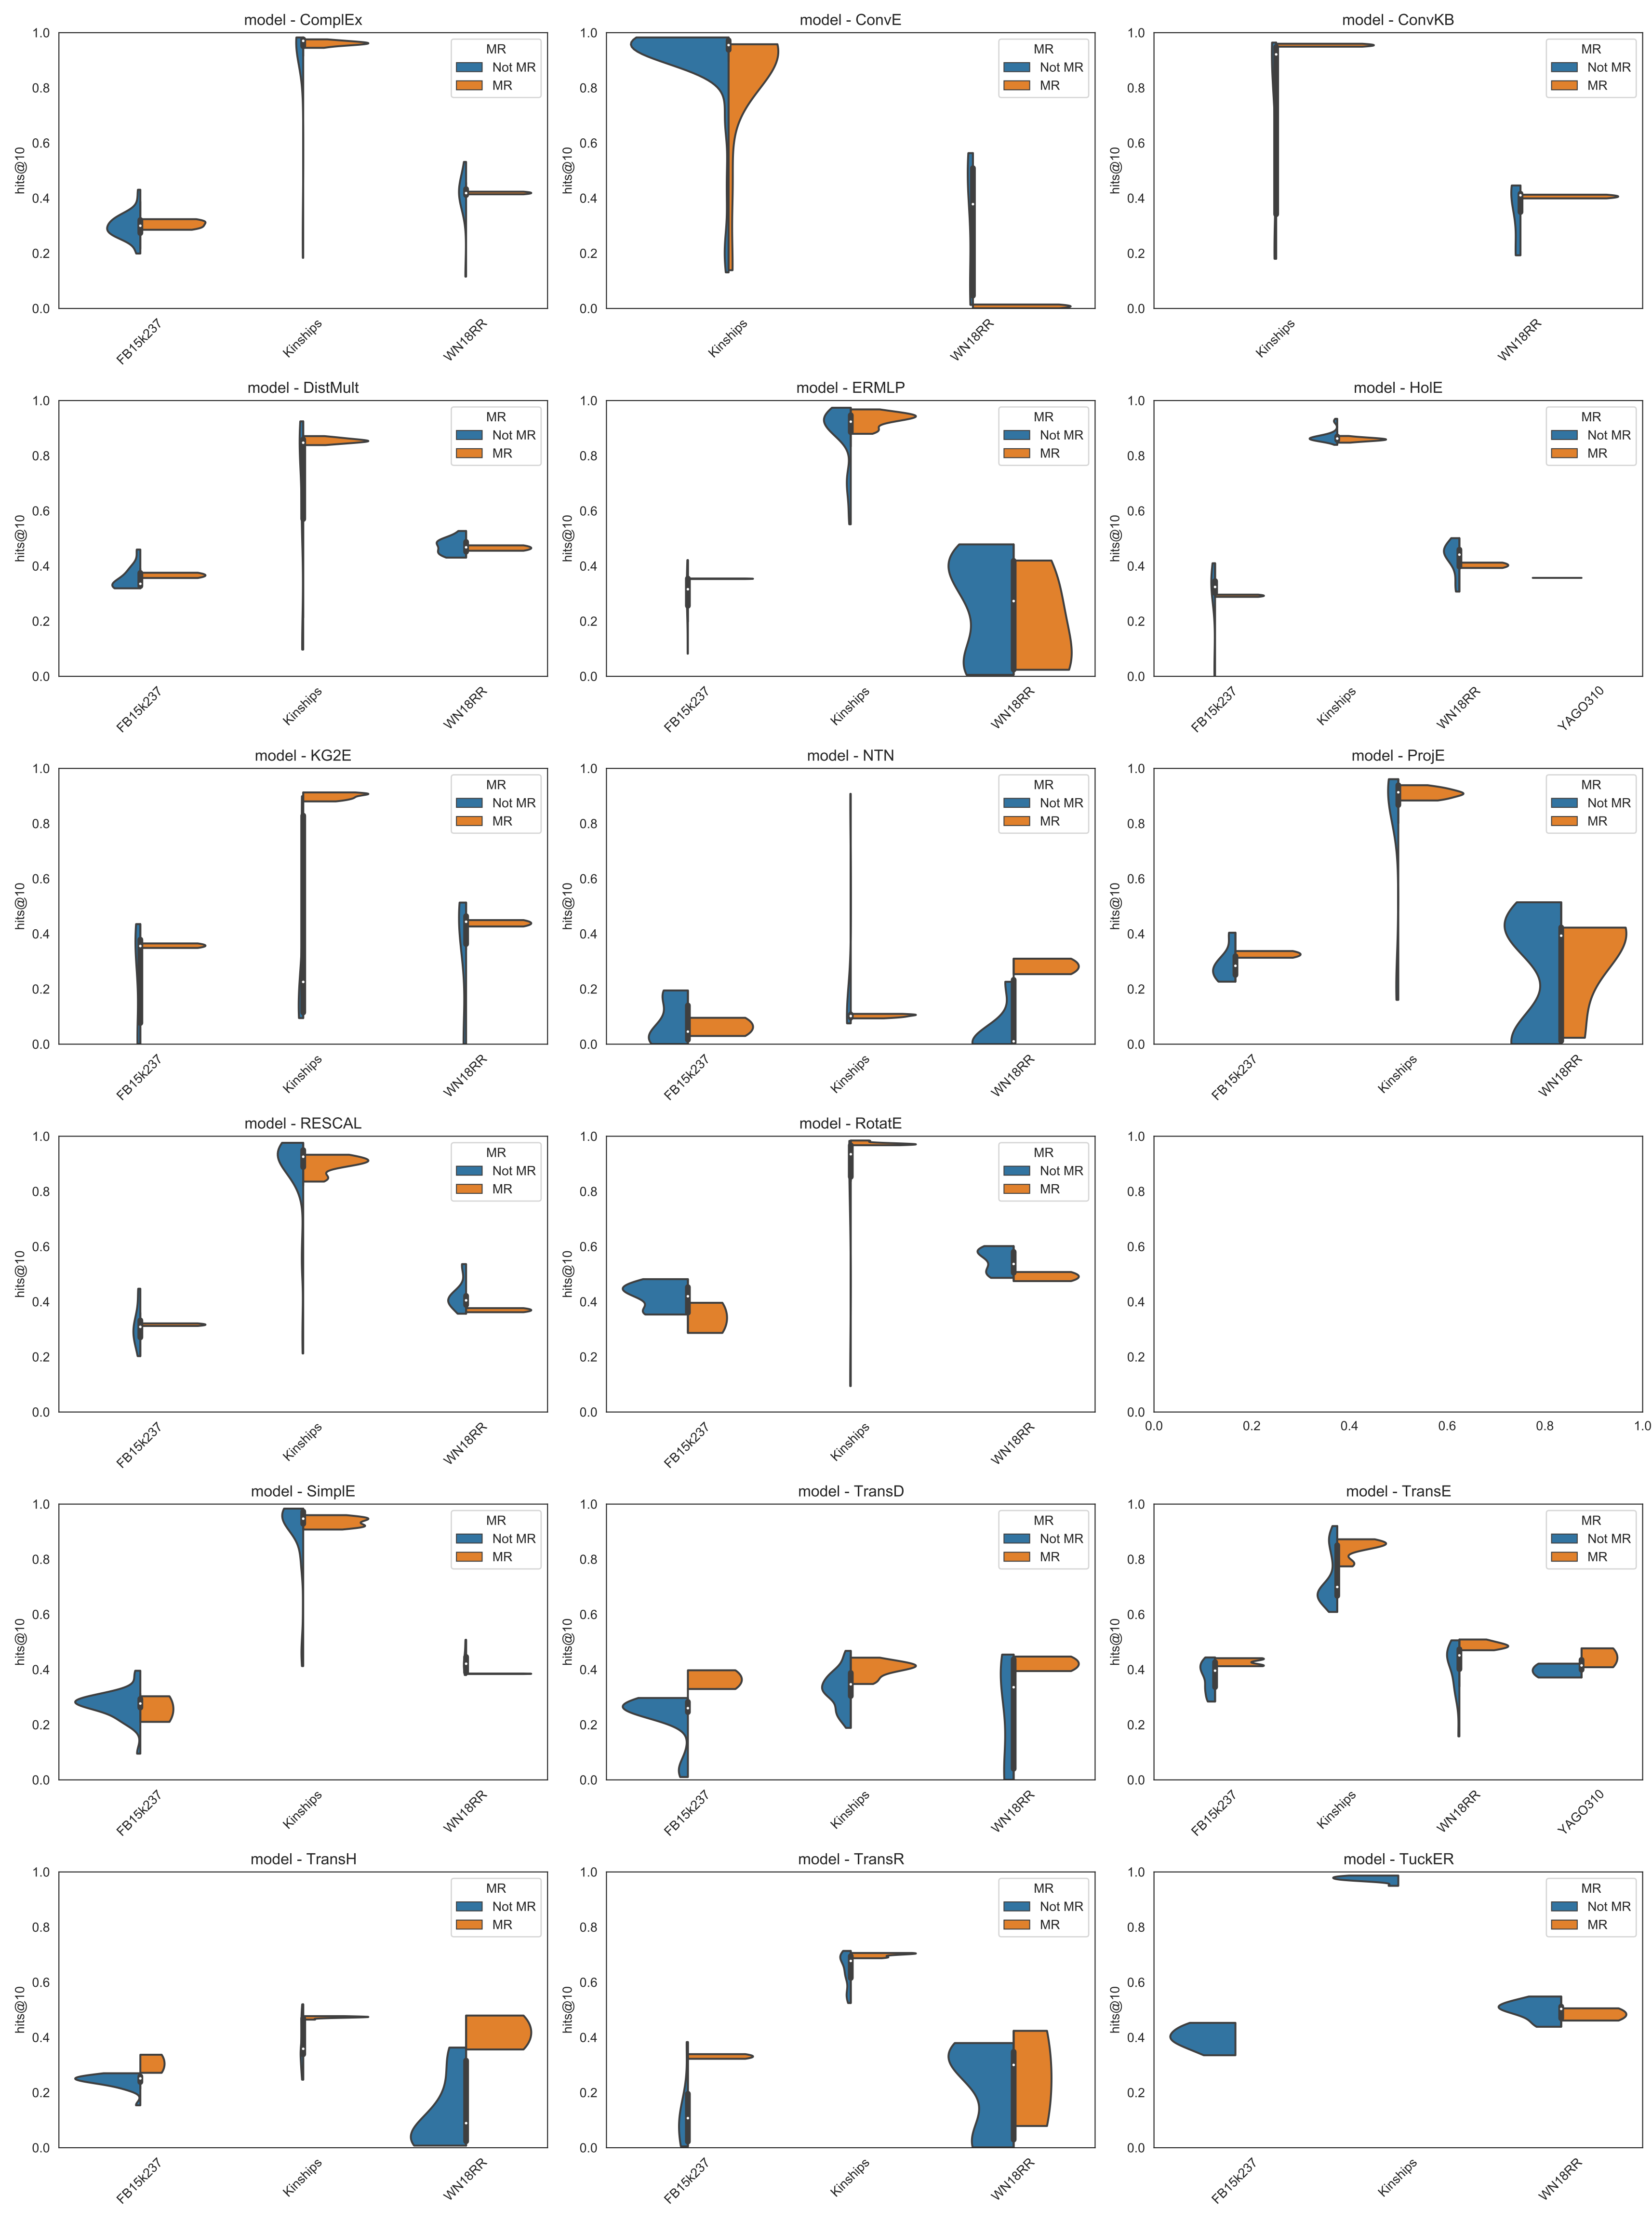 model - ComplEx
1.0
0.8
0.6
0.4
0.2
0.0
hits@10
MR
Not MR
MR
FB15k237
Kinships
WN18RR
model - ConvE
1.0
0.8
0.6
0.4
0.2
0.0
hits@10
MR
Not MR
MR
Kinships
WN18RR
model - ConvKB
1.0
0.8
0.6
0.4
0.2
0.0
hits@10
MR
Not MR
MR
Kinships
WN18RR
model - DistMult
1.0
0.8
0.6
0.4
0.2
0.0
hits@10
MR
Not MR
MR
FB15k237
Kinships
WN18RR
model - ERMLP
1.0
0.8
0.6
0.4
0.2
0.0
hits@10
MR
Not MR
MR
FB15k237
Kinships
WN18RR
model - HolE
1.0
0.8
0.6
0.4
0.2
0.0
hits@10
MR
Not MR
MR
FB15k237
Kinships
WN18RR
YAGO310
model - KG2E
1.0
0.8
0.6
0.4
0.2
0.0
hits@10
MR
Not MR
MR
FB15k237
Kinships
WN18RR
model - NTN
1.0
0.8
0.6
0.4
0.2
0.0
hits@10
MR
Not MR
MR
FB15k237
Kinships
WN18RR
model - ProjE
1.0
0.8
0.6
0.4
0.2
0.0
hits@10
MR
Not MR
MR
FB15k237
Kinships
WN18RR
model - RESCAL
1.0
0.8
0.6
0.4
0.2
0.0
hits@10
MR
Not MR
MR
FB15k237
Kinships
WN18RR
model - RotatE
1.0
0.8
0.6
0.4
0.2
0.0
hits@10
MR
Not MR
MR
FB15k237
Kinships
WN18RR
1.0
0.8
0.6
0.4
0.2
0.0
0.0 0.2 0.4 0.6 0.8 1.0
model - SimplE
1.0
0.8
0.6
0.4
0.2
0.0
hits@10
MR
Not MR
MR
FB15k237
Kinships
WN18RR
model - TransD
1.0
0.8
0.6
0.4
0.2
0.0
hits@10
MR
Not MR
MR
FB15k237
Kinships
WN18RR
model - TransE
1.0
0.8
0.6
0.4
0.2
0.0
hits@10
MR
Not MR
MR
FB15k237
Kinships
WN18RR
YAGO310
model - TransH
1.0
0.8
0.6
0.4
0.2
0.0
hits@10
MR
Not MR
MR
FB15k237
Kinships
WN18RR
model - TransR
1.0
0.8
0.6
0.4
0.2
0.0
hits@10
MR
Not MR
MR
FB15k237
Kinships
WN18RR
model - TuckER
1.0
0.8
0.6
0.4
0.2
0.0
hits@10
MR
Not MR
MR
FB15k237
Kinships
WN18RR